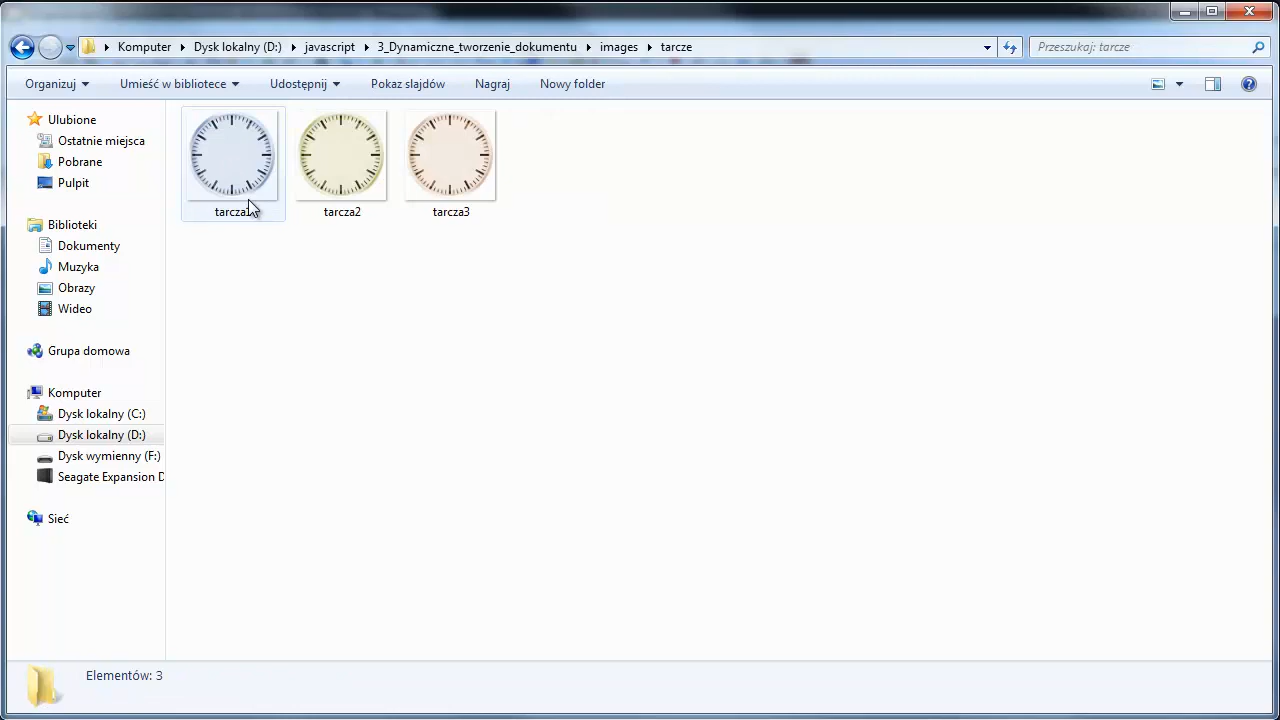 Komputer Dysk lokalny (D:) javascript 3_Dynamiczne_tworzenie_dokumentu images tarcze Przeszukaj: tarcze
Organizuj Umieść w bibliotece Udostępnij Pokaz slajdów Nagraj Nowy folder
Ulubione
Ostatnie miejsca
Pobrane
Pulpit
Biblioteki
Dokumenty
Muzyka
Obrazy
Wideo
Grupa domowa
Komputer
Dysk lokalny (C:)
Dysk lokalny (D:)
Dysk wymienny (F:)
Seagate Expansion D
Sieć
tarcza1 tarcza2 tarcza3
Elementów: 3